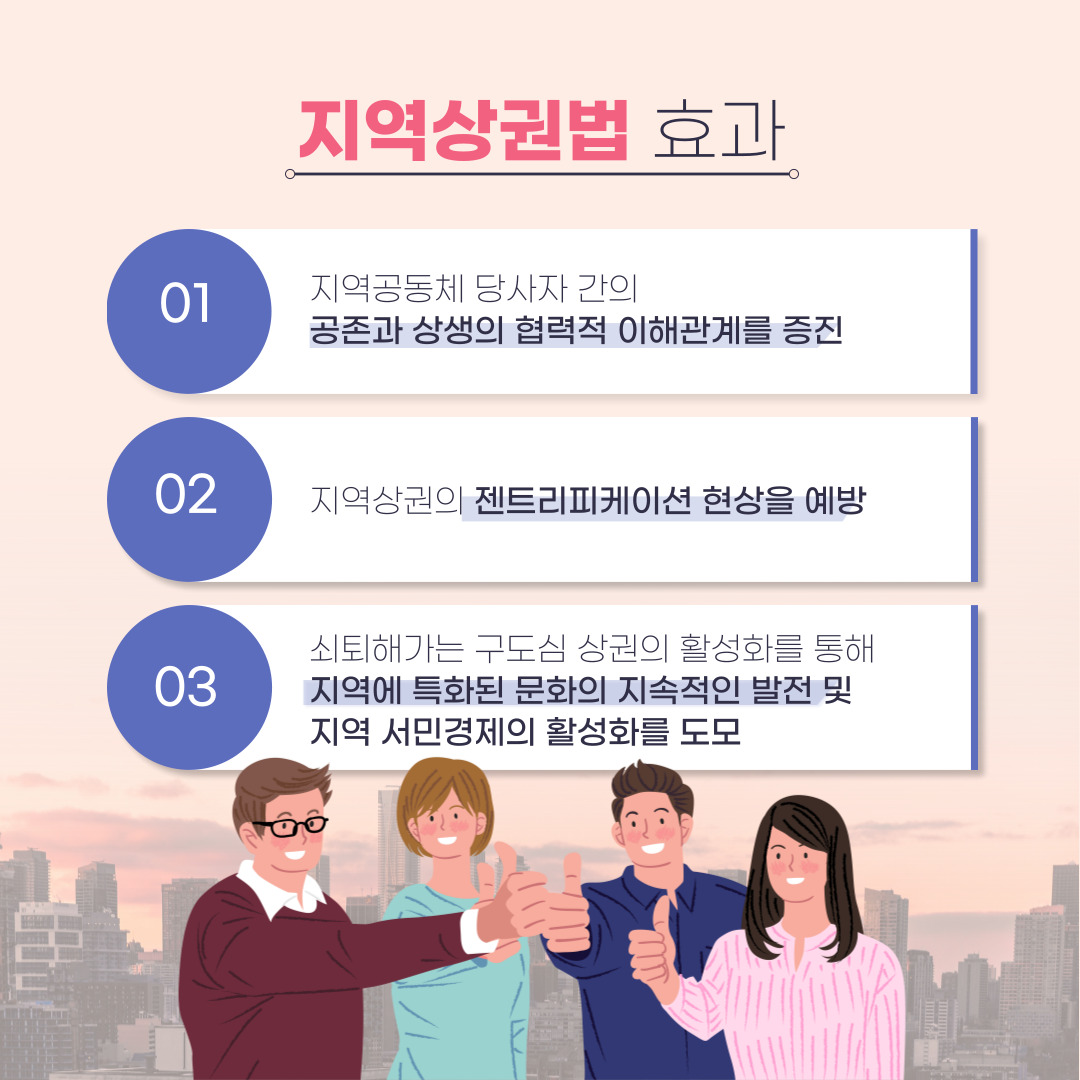 지역상권법 효과
01
지역공동체 당사자 간의
공존과 상생의 협력적 이해관계를 증진
02
지역상권의 젠트리피케이션 현상을 예방
03
쇠퇴해가는 구도심 상권의 활성화를 통해
지역에 특화된 문화의 지속적인 발전 및
지역 서민경제의 활성화를 도모